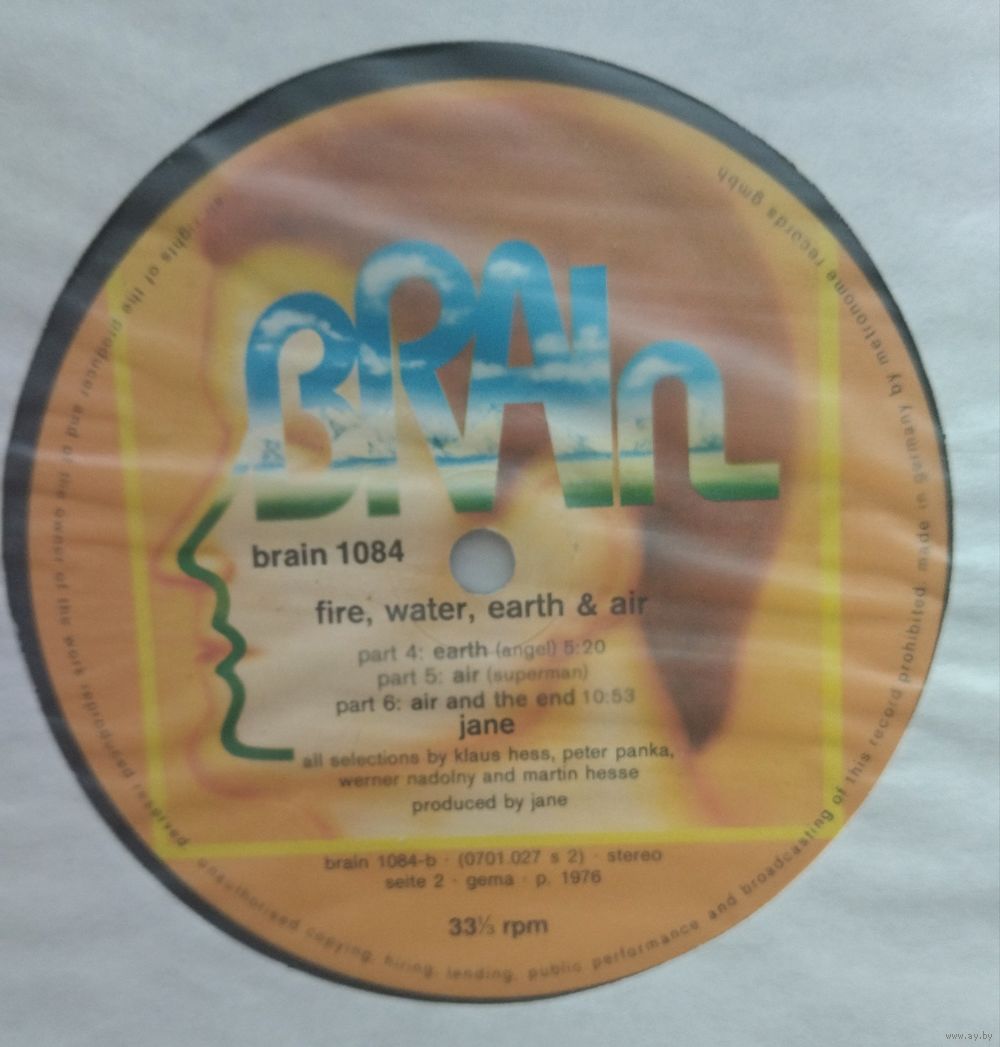 BRAIN
brain 1084
fire, water, earth & air
part 4: earth (angel) 5:20
part 5: air (superman)
part 6: air and the end 10:53
jane
all selections by klaus hess, peter panka,
werner nadolny and martin hesse
produced by jane
brain 1084-b · (0701 027 s 2) · stereo
seite 2 · gema · p. 1976
33⅓ rpm
rights of the producer and of the owner of the work recorded reserved. unauthorised copying, hiring, lending, public performance and broadcasting of this record prohibited. made in germany by metronome records gmbh
www.ay.by